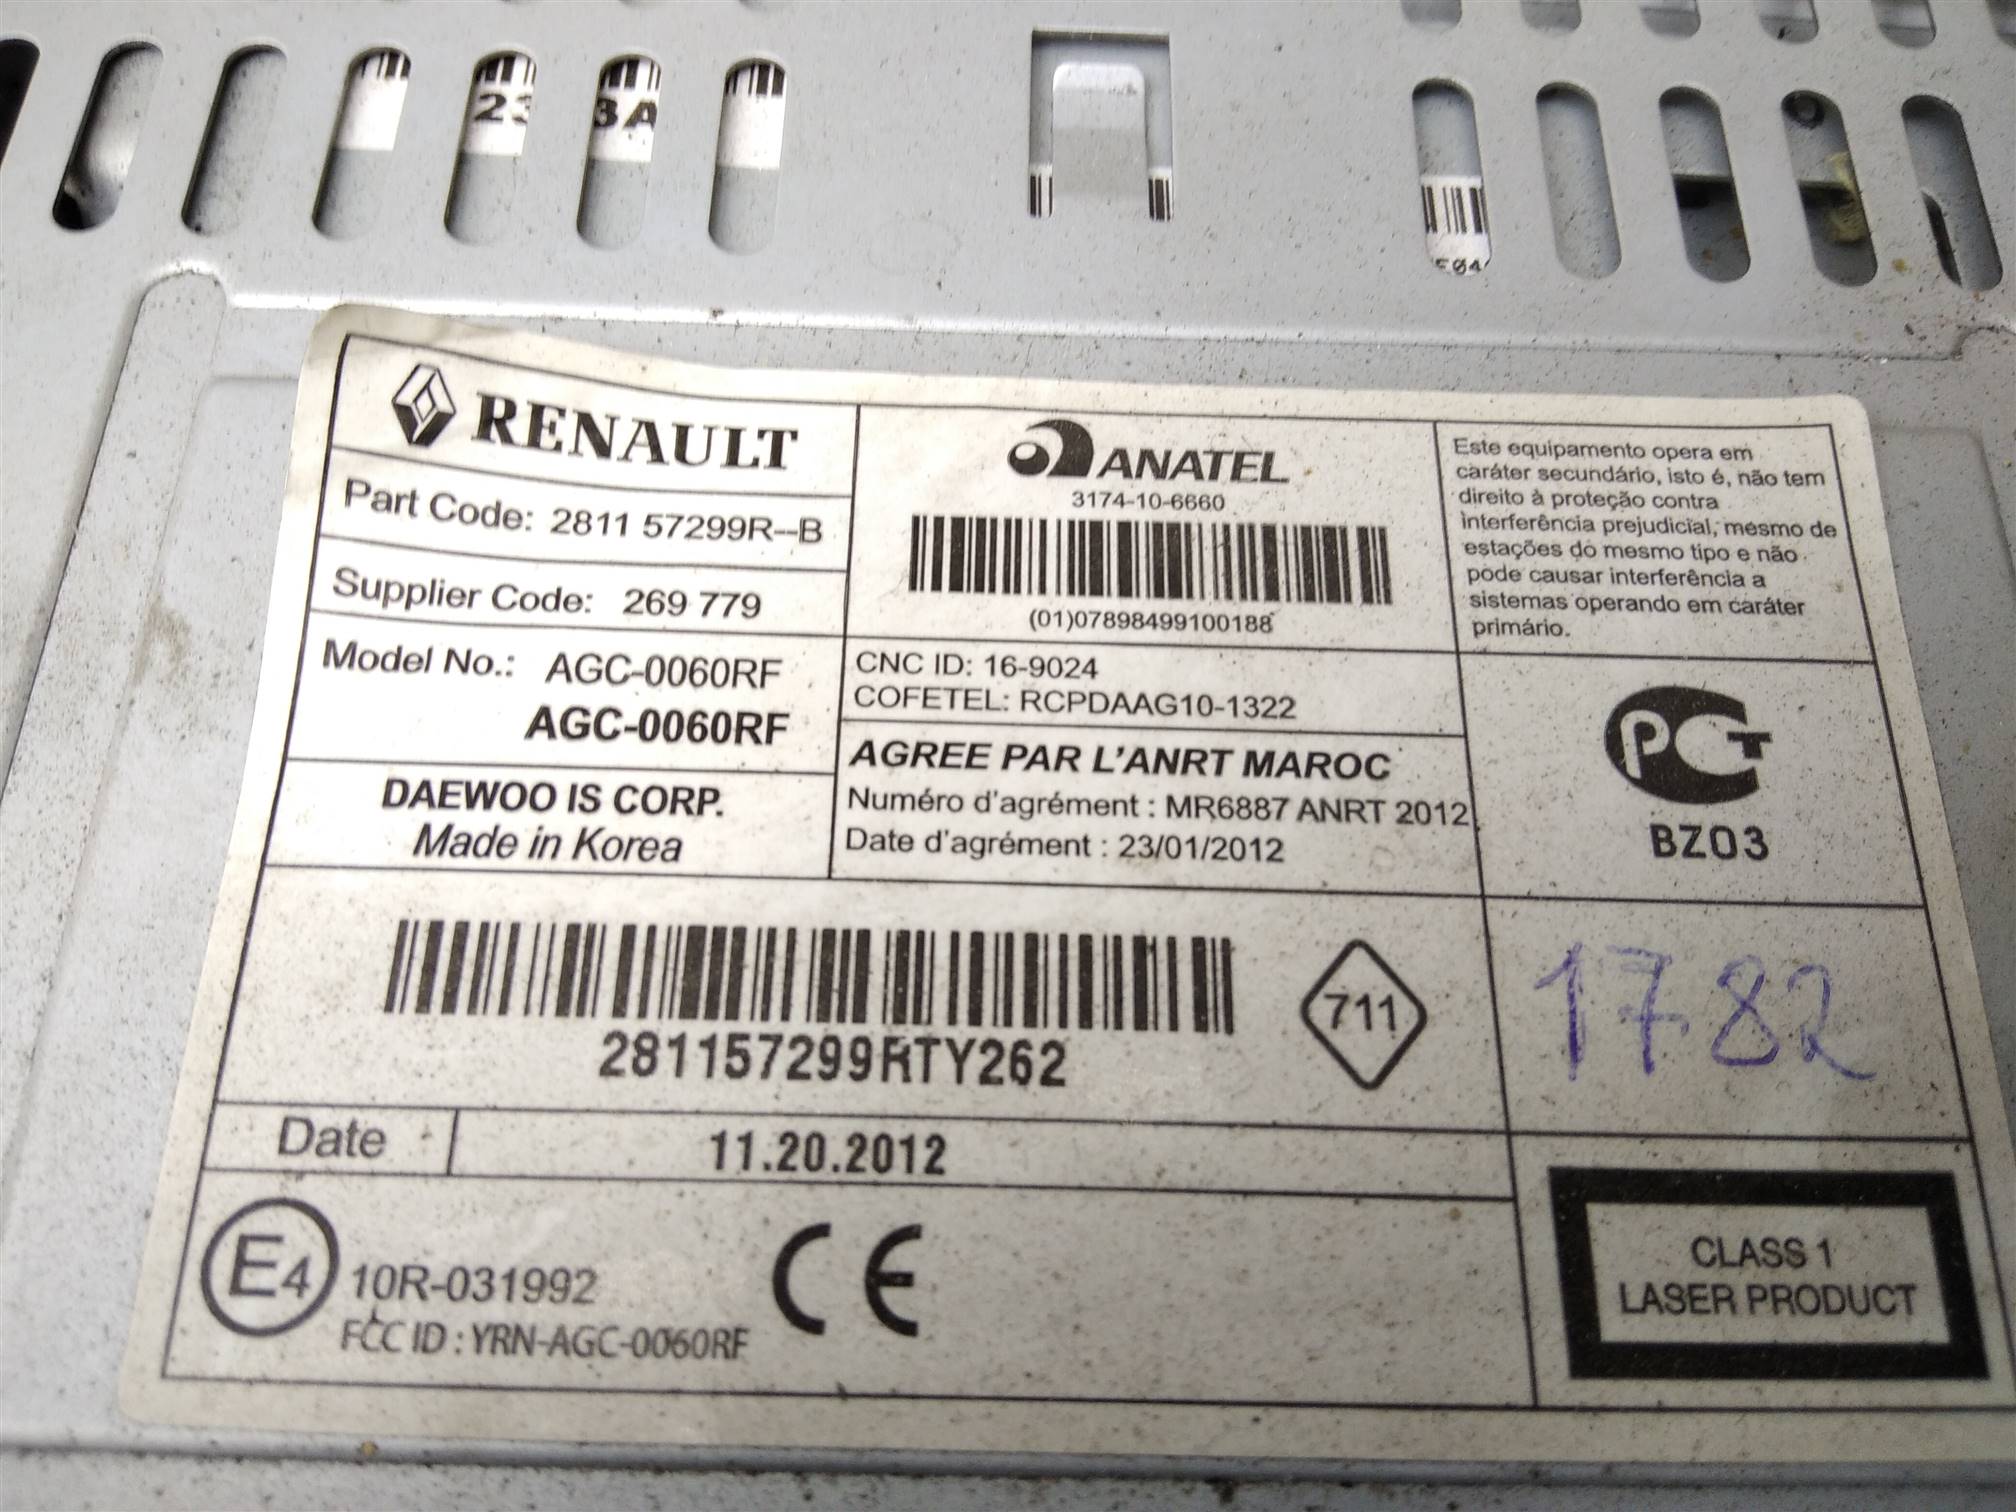 23
3A
RENAULT
Part Code: 2811 57299R--B
Supplier Code: 269 779
Model No.: AGC-0060RF
AGC-0060RF
DAEWOO IS CORP.
Made in Korea
ANATEL
3174-10-6660
(01)07898499100188
CNC ID: 16-9024
COFETEL: RCPDAAG10-1322
AGREE PAR L'ANRT MAROC
Numéro d'agrément : MR6887 ANRT 2012
Date d'agrément : 23/01/2012
Este equipamento opera em
caráter secundário, isto é, não tem
direito à proteção contra
interferência prejudicial, mesmo de
estações do mesmo tipo e não
pode causar interferência a
sistemas operando em caráter
primário.
PCT
BZ03
281157299RTY262
711
1782
Date
11.20.2012
E4
10R-031992
FCC ID : YRN-AGC-0060RF
CE
CLASS 1
LASER PRODUCT